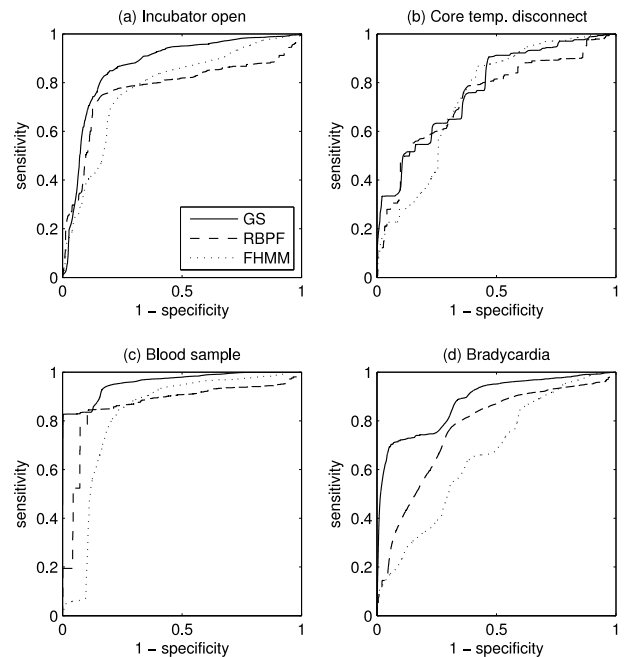 (a) Incubator open
1
0.8
0.6
0.4
0.2
0
0
0.5
1
sensitivity
1 − specificity
GS
RBPF
FHMM
(b) Core temp. disconnect
1
0.8
0.6
0.4
0.2
0
0
0.5
1
sensitivity
1 − specificity
(c) Blood sample
1
0.8
0.6
0.4
0.2
0
0
0.5
1
sensitivity
1 − specificity
(d) Bradycardia
1
0.8
0.6
0.4
0.2
0
0
0.5
1
sensitivity
1 − specificity